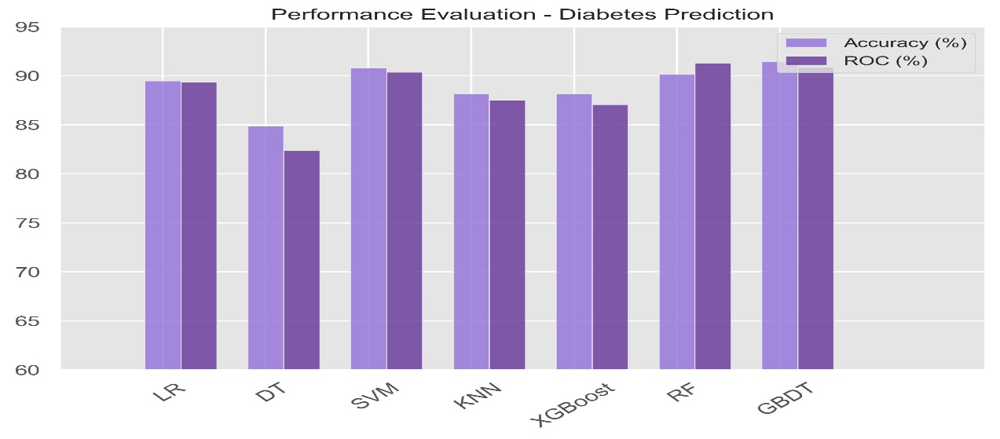 Performance Evaluation - Diabetes Prediction
95
Accuracy (%)
ROC (%)
90
85
80
75
70
65
60
LR
DT
SVM
KNN
XGBoost
RF
GBDT